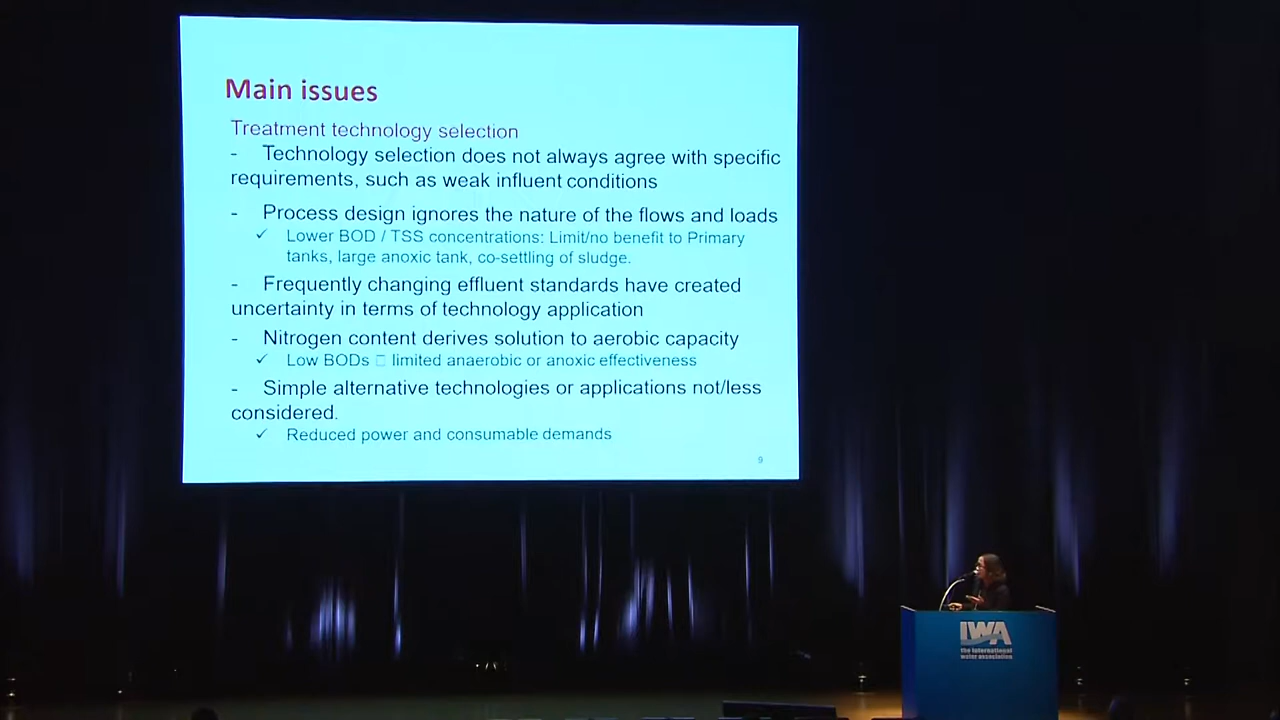 Main issues
Treatment technology selection
- Technology selection does not always agree with specific
requirements, such as weak influent conditions
- Process design ignores the nature of the flows and loads
✓ Lower BOD / TSS concentrations: Limit/no benefit to Primary
tanks, large anoxic tank, co-settling of sludge.
- Frequently changing effluent standards have created
uncertainty in terms of technology application
- Nitrogen content derives solution to aerobic capacity
✓ Low BODs □ limited anaerobic or anoxic effectiveness
- Simple alternative technologies or applications not/less
considered.
✓ Reduced power and consumable demands
9
IWA
the international
water association